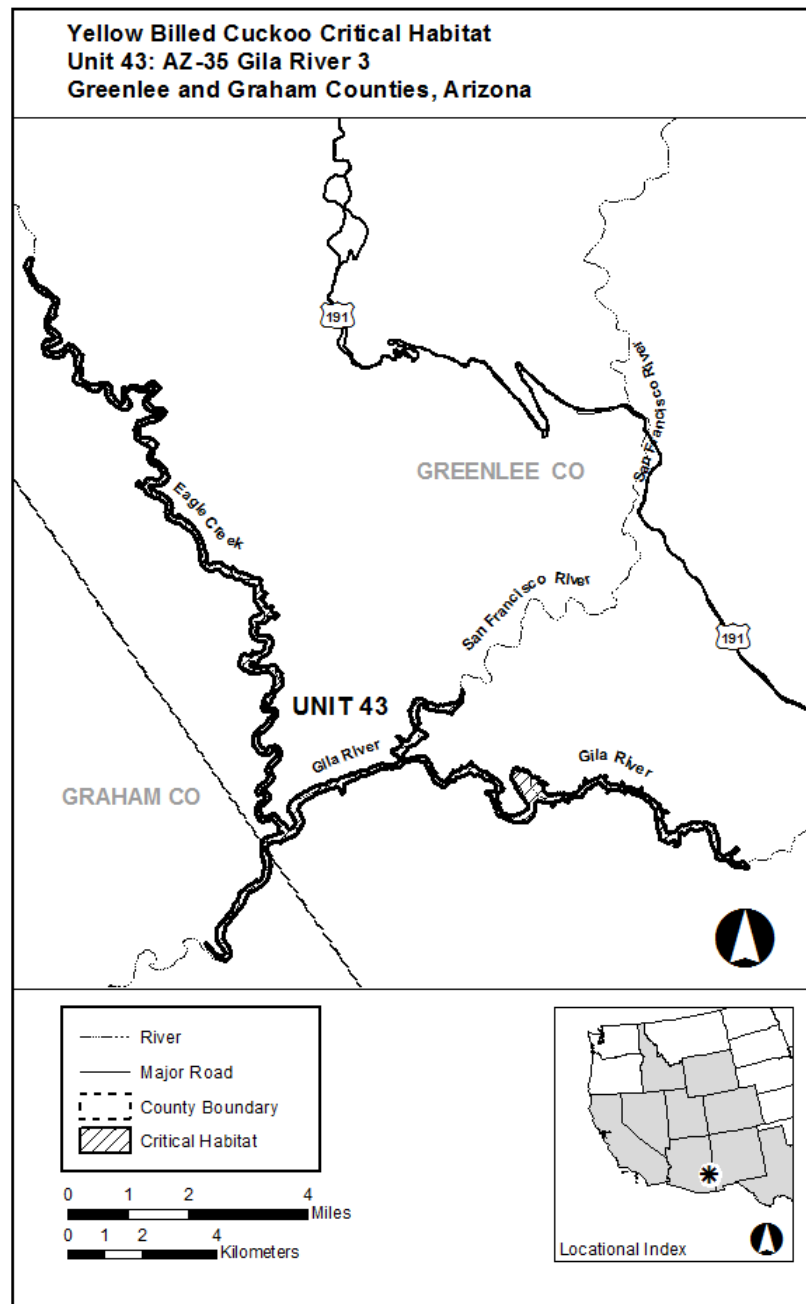 Yellow Billed Cuckoo Critical Habitat
Unit 43: AZ-35 Gila River 3
Greenlee and Graham Counties, Arizona
191
San Francisco River
GREENLEE CO
Eagle Creek
San Francisco River
191
UNIT 43
Gila River
Gila River
GRAHAM CO
River
Major Road
County Boundary
Critical Habitat
0 1 2 4
Miles
0 1 2 4
Kilometers
Locational Index